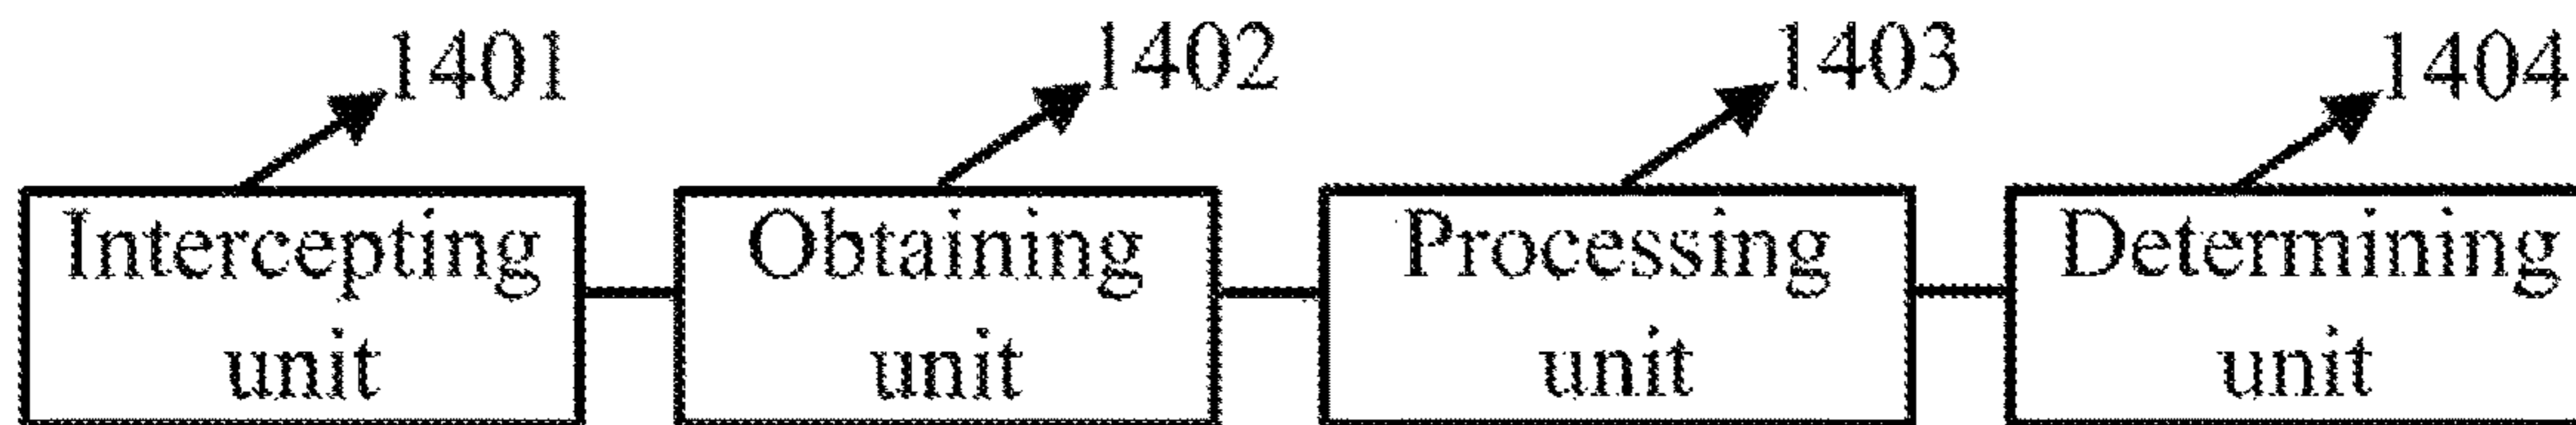 1401
1402
1403
1404
Intercepting
unit
Obtaining
unit
Processing
unit
Determining
unit